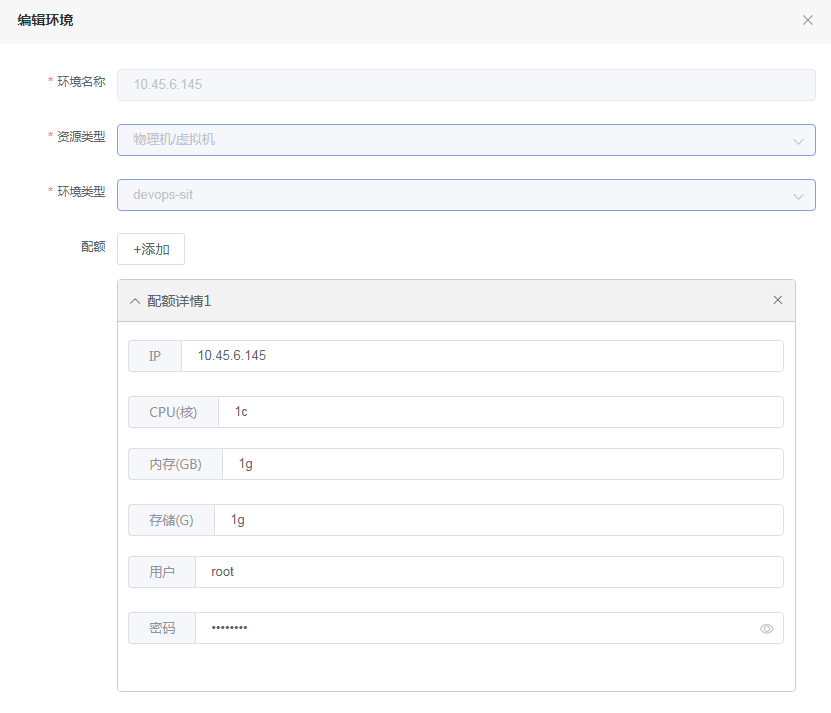 编辑环境
* 环境名称 10.45.6.145
* 资源类型 物理机/虚拟机
* 环境类型 devops-sit
配额 +添加
配额详情1
IP 10.45.6.145
CPU(核) 1c
内存(GB) 1g
存储(G) 1g
用户 root
密码 ••••••••